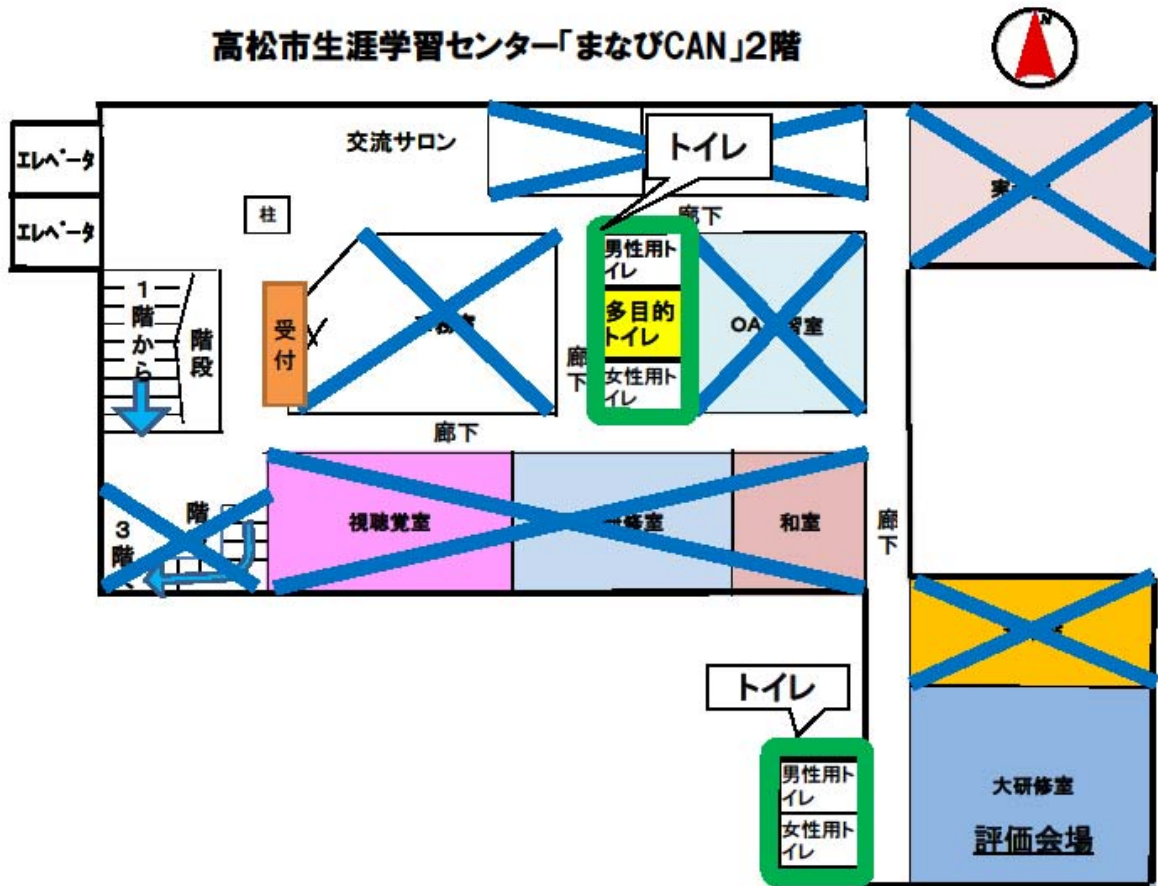 高松市生涯学習センター「まなびCAN」2階
N
エレベータ
エレベータ
交流サロン
トイレ
柱
廊下
男性用ト
イレ
多目的
トイレ
女性用ト
イレ
OA
室
1階から
階段
受付
廊下
廊下
視聴覚室
修室
和室
廊下
3階
階
トイレ
男性用ト
イレ
女性用ト
イレ
大研修室
評価会場